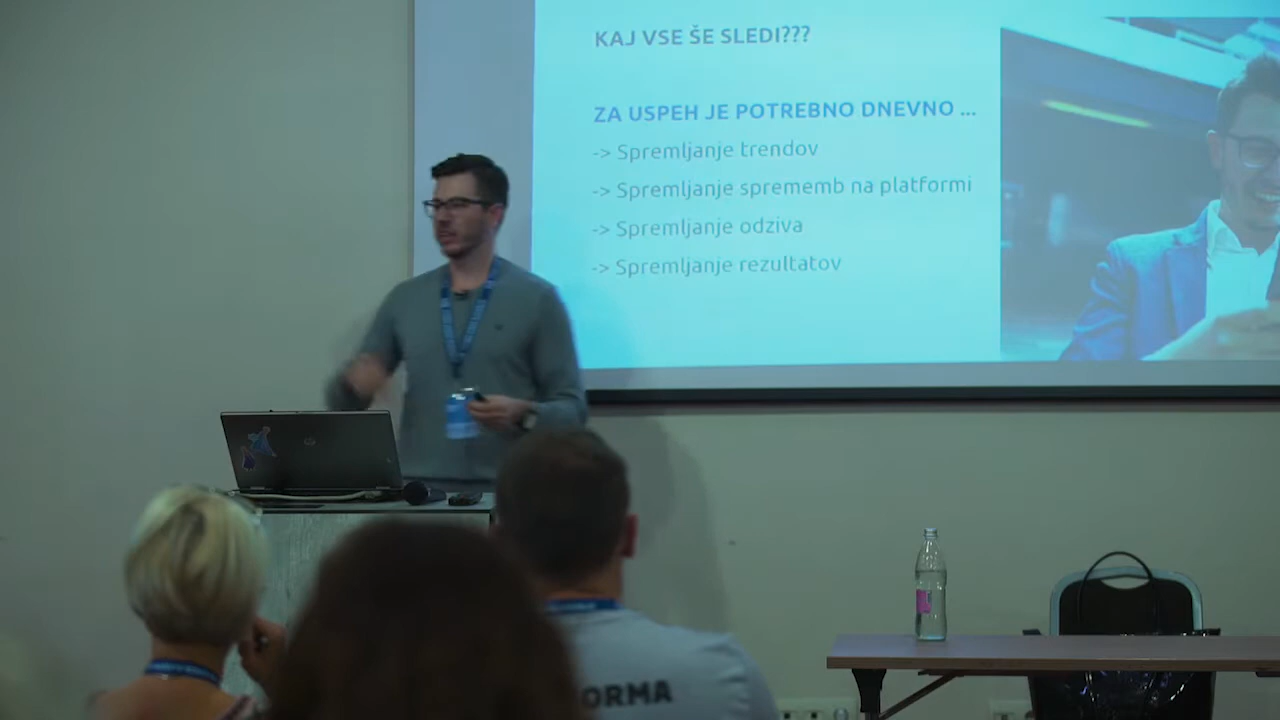 KAJ VSE ŠE SLEDI???
ZA USPEH JE POTREBNO DNEVNO ...
-> Spremljanje trendov
-> Spremljanje sprememb na platformi
-> Spremljanje odziva
-> Spremljanje rezultatov
ORMA